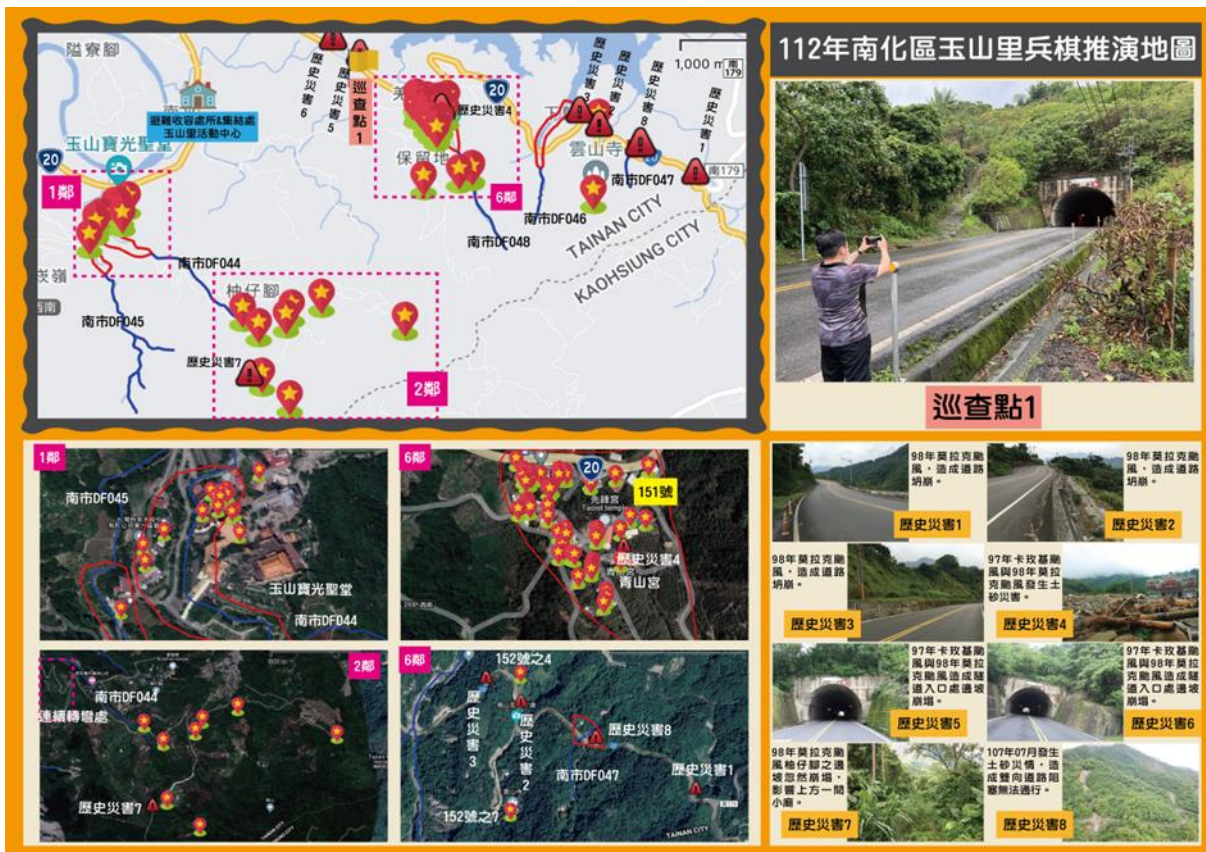 112年南化區玉山里兵棋推演地圖
隘寮腳
歷史災害6
歷史災害5
巡查點1
20
歷史災害4
歷史災害3
歷史災害2
歷史災害8
歷史災害1
1,000
南179
避難收容處所&集結處
玉山里活動中心
20
玉山寶光聖堂
1鄰
保留地
6鄰
雲山寺
南179
南市DF047
南市DF046
南市DF048
TAINAN CITY
KAOHSIUNG CITY
南市DF044
柚仔腳
崁嶺
南市DF045
歷史災害7
2鄰
巡查點1
1鄰
南市DF045
玉山寶光聖堂
南市DF044
6鄰
20
先鋒宮
Taoist temple
151號
歷史災害4
青山宮
2鄰
南市DF044
連續轉彎處
歷史災害7
6鄰
152號之4
歷史災害3
歷史災害2
歷史災害8
南市DF047
歷史災害1
152號之7
TAINAN CITY
98年莫拉克颱
風，造成道路
坍崩。
歷史災害1
98年莫拉克颱
風，造成道路
坍崩。
歷史災害2
98年莫拉克颱
風，造成道路
坍崩。
歷史災害3
97年卡玫基颱
風與98年莫拉
克颱風發生土
砂災害。
歷史災害4
97年卡玫基颱
風與98年莫拉
克颱風造成隧
道入口處邊坡
崩塌。
歷史災害5
97年卡玫基颱
風與98年莫拉
克颱風造成隧
道入口處邊坡
崩塌。
歷史災害6
98年莫拉克颱
風柚仔腳之邊
坡忽然崩塌，
影響上方一間
小廟。
歷史災害7
107年07月發生
土砂災情，造
成雙向道路阻
塞無法通行。
歷史災害8